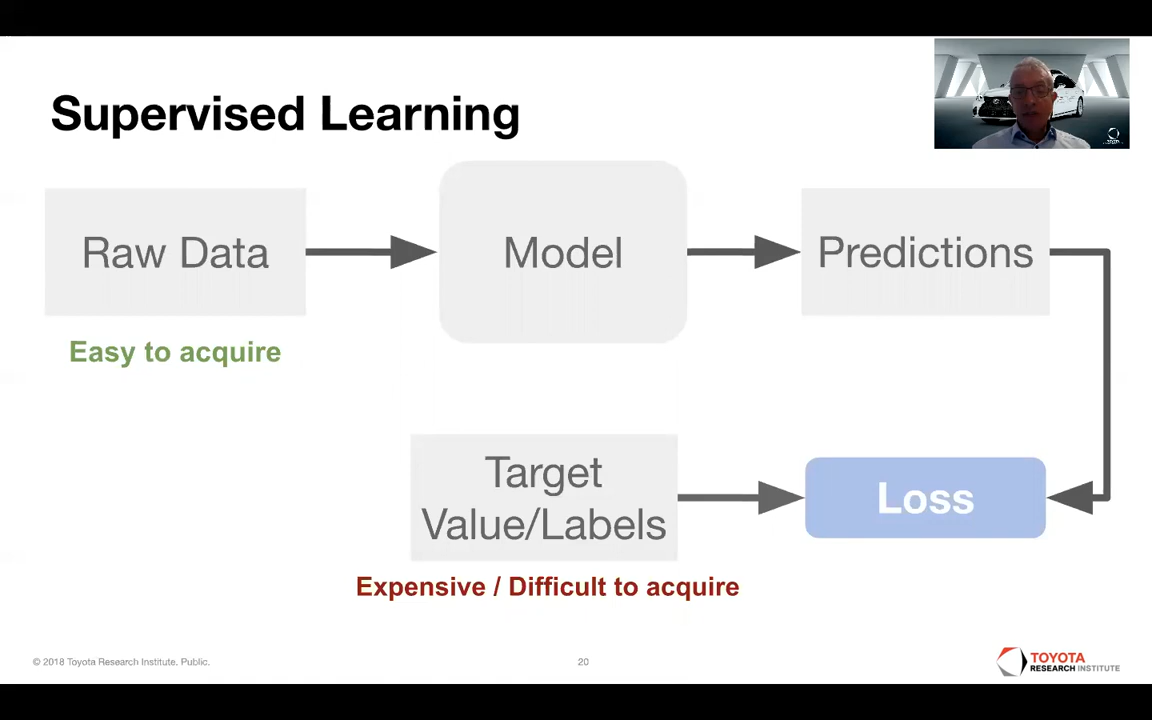 Supervised Learning
Raw Data
Model
Predictions
Easy to acquire
Target
Value/Labels
Loss
Expensive / Difficult to acquire
© 2018 Toyota Research Institute. Public.
20
TOYOTA
RESEARCH INSTITUTE